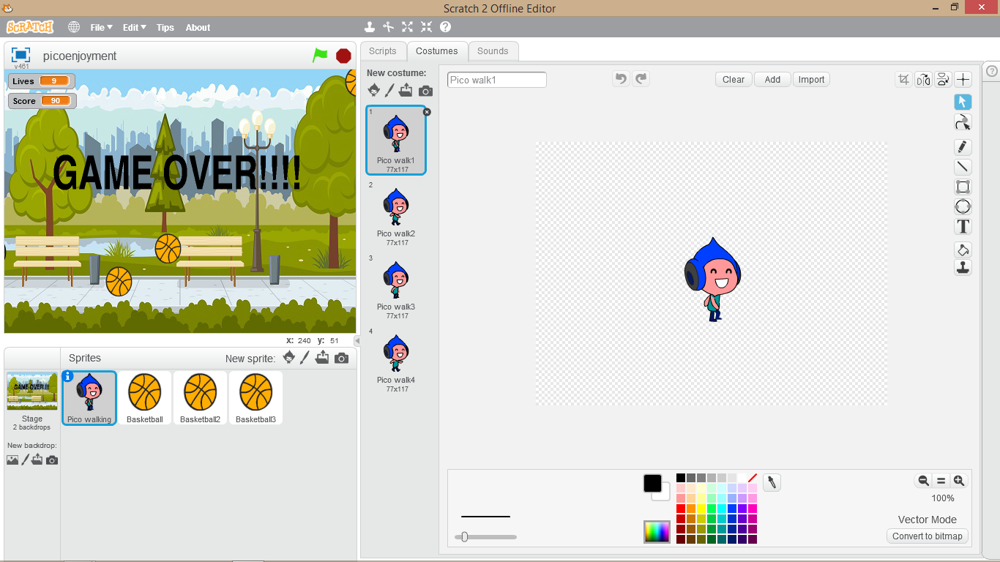 Scratch 2 Offline Editor
SCRATCH
File
Edit
Tips
About
v461
picoenjoyment
Lives 9
Score 90
GAME OVER!!!!
x: 240 y: 51
Sprites
New sprite:
GAME OVER!!!!
Stage
2 backdrops
New backdrop:
Pico walking
Basketball
Basketball2
Basketball3
Scripts
Costumes
Sounds
New costume:
1
Pico walk1
77x117
2
Pico walk2
77x117
3
Pico walk3
77x117
4
Pico walk4
77x117
Pico walk1
Clear
Add
Import
T
100%
Vector Mode
Convert to bitmap